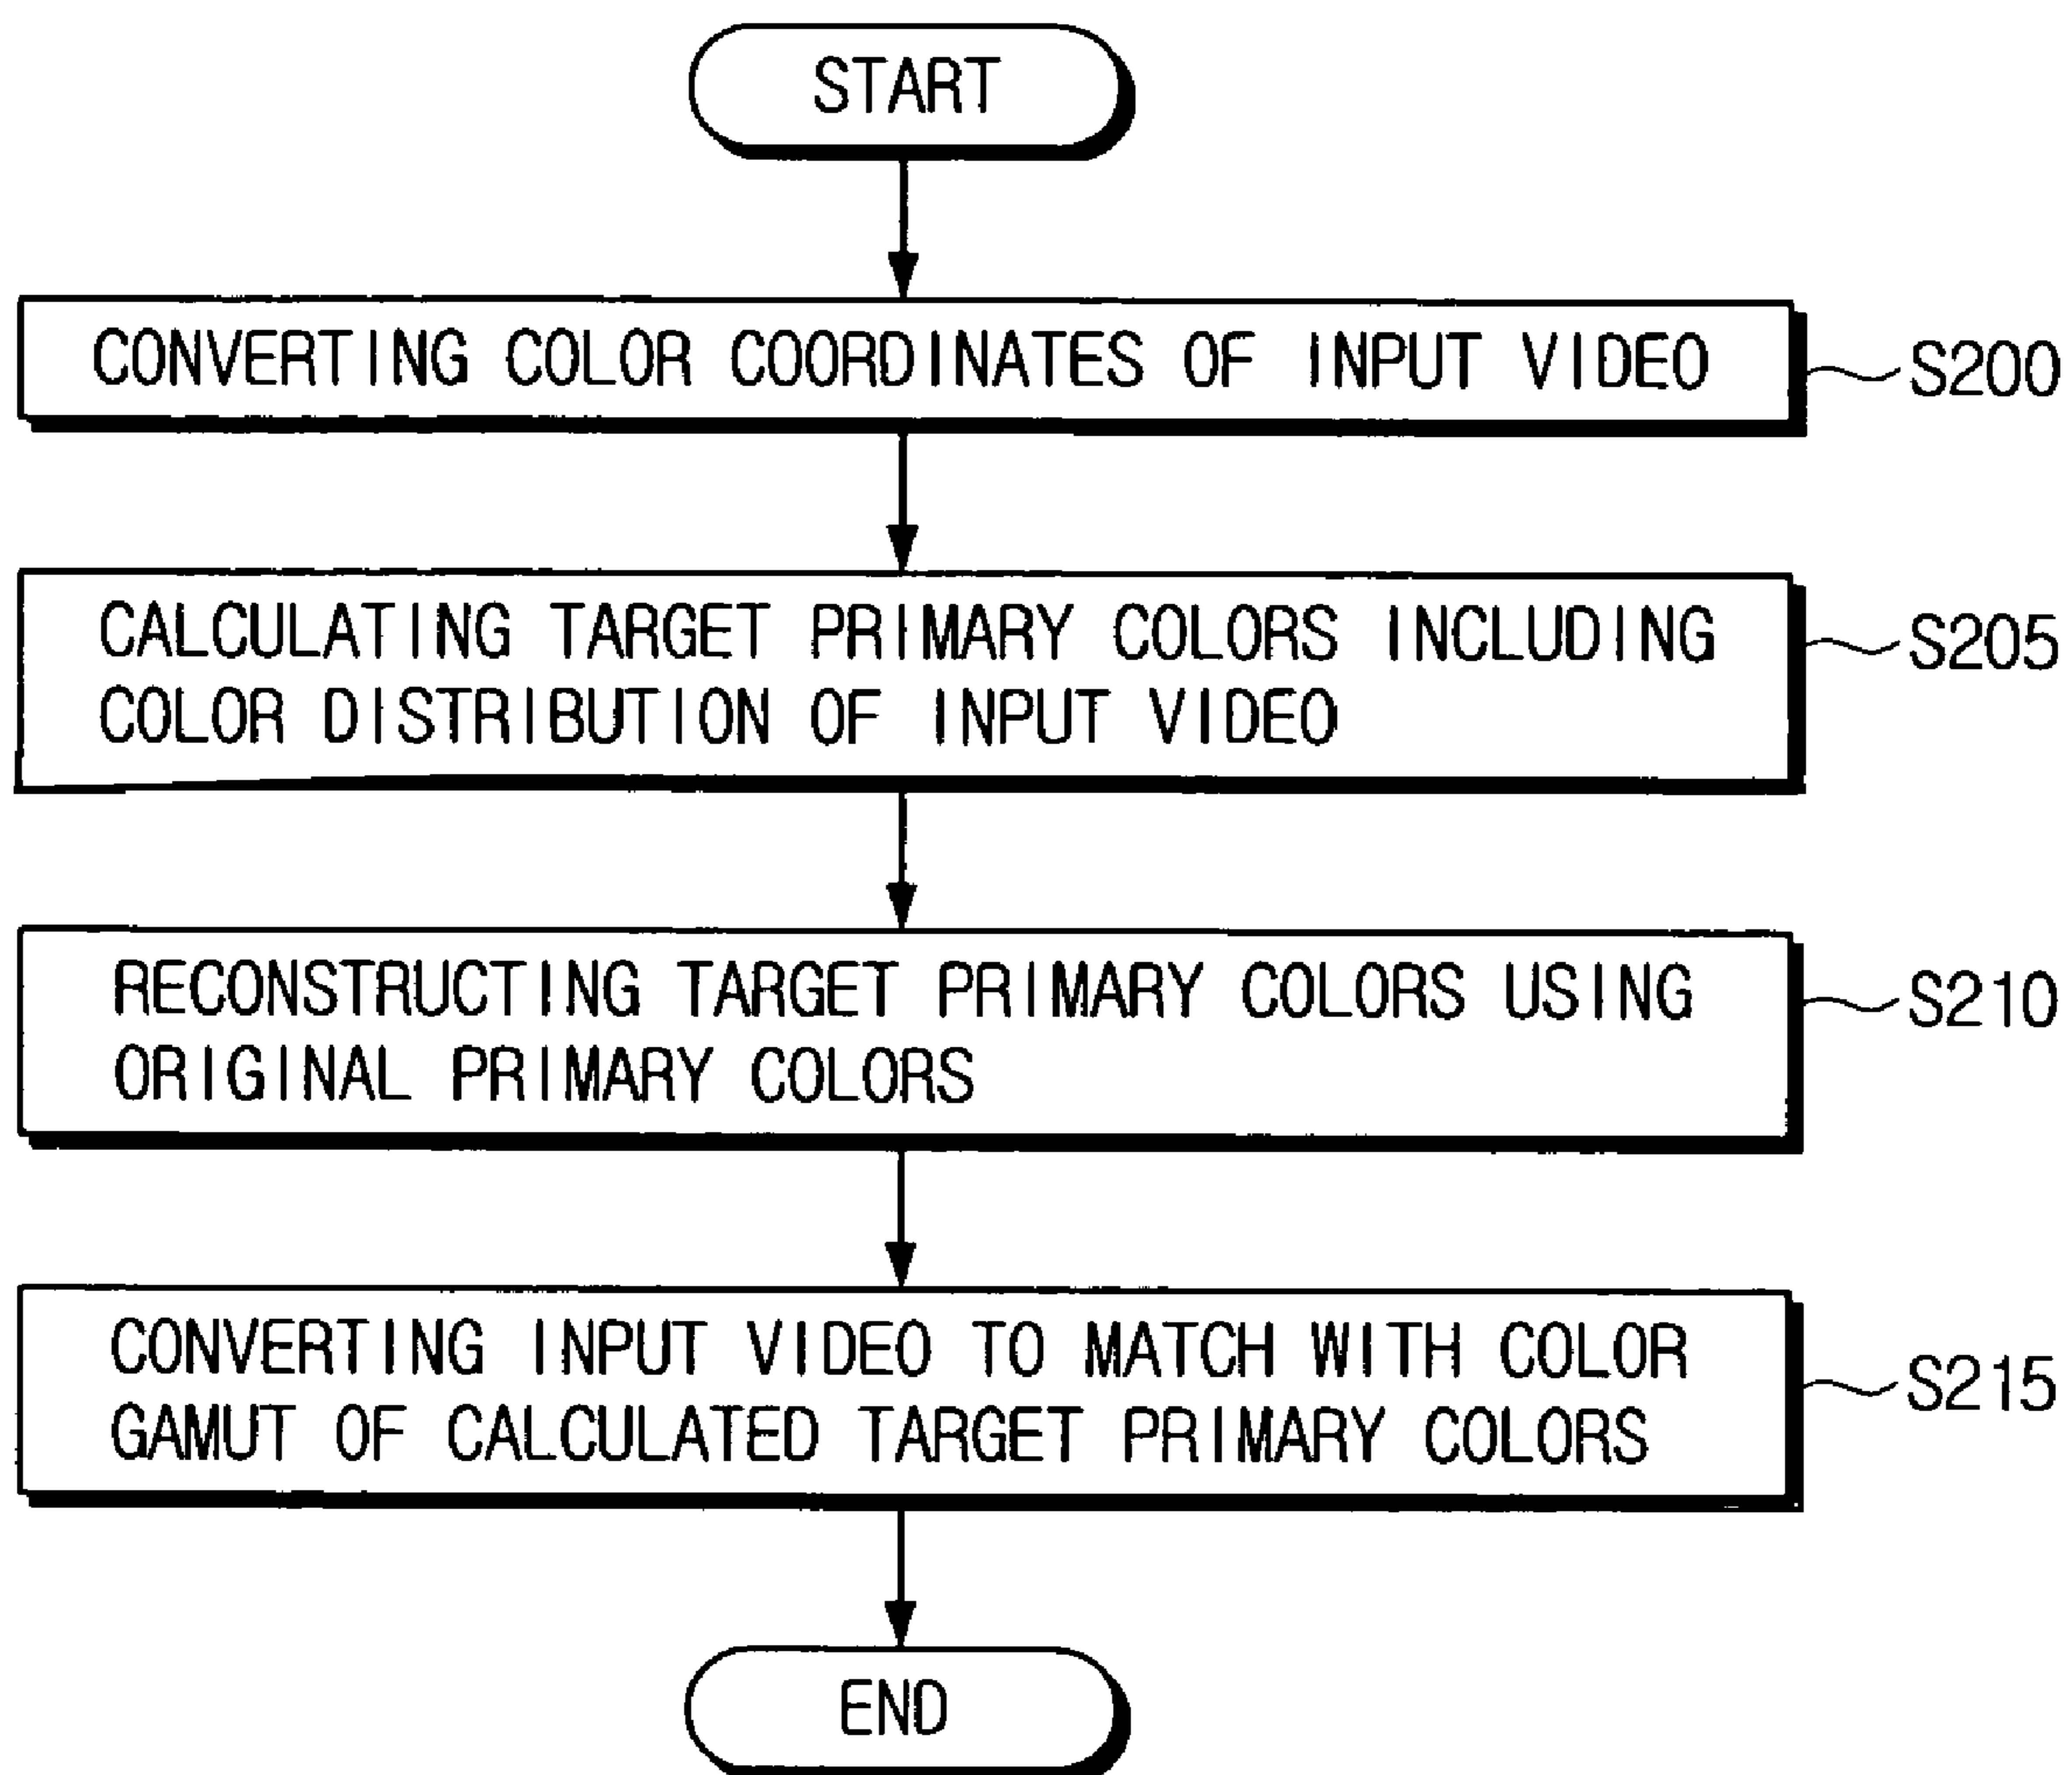 START
CONVERTING COLOR COORDINATES OF INPUT VIDEO
S200
CALCULATING TARGET PRIMARY COLORS INCLUDING
COLOR DISTRIBUTION OF INPUT VIDEO
S205
RECONSTRUCTING TARGET PRIMARY COLORS USING
ORIGINAL PRIMARY COLORS
S210
CONVERTING INPUT VIDEO TO MATCH WITH COLOR
GAMUT OF CALCULATED TARGET PRIMARY COLORS
S215
END